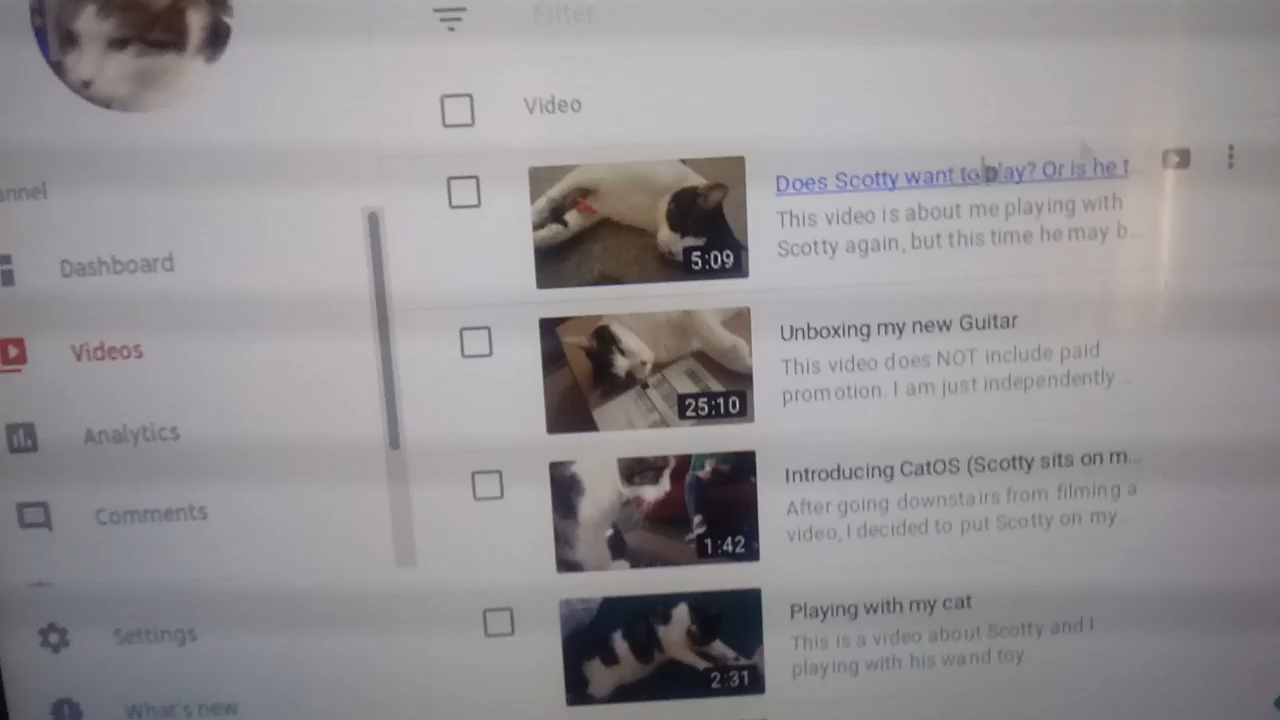 Filter
Video
annel
Dashboard
Videos
Analytics
Comments
Settings
What's new
Does Scotty want to play? Or is he t...
This video is about me playing with
Scotty again, but this time he may b...
5:09
Unboxing my new Guitar
This video does NOT include paid
promotion. I am just independently ...
25:10
Introducing CatOS (Scotty sits on m...
After going downstairs from filming a
video, I decided to put Scotty on my ...
1:42
Playing with my cat
This is a video about Scotty and I
playing with his wand toy
2:31